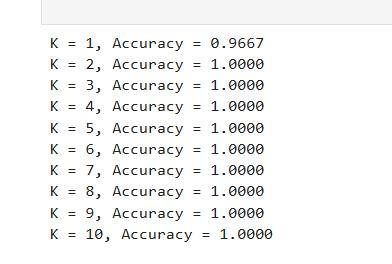 K = 1, Accuracy = 0.9667
K = 2, Accuracy = 1.0000
K = 3, Accuracy = 1.0000
K = 4, Accuracy = 1.0000
K = 5, Accuracy = 1.0000
K = 6, Accuracy = 1.0000
K = 7, Accuracy = 1.0000
K = 8, Accuracy = 1.0000
K = 9, Accuracy = 1.0000
K = 10, Accuracy = 1.0000